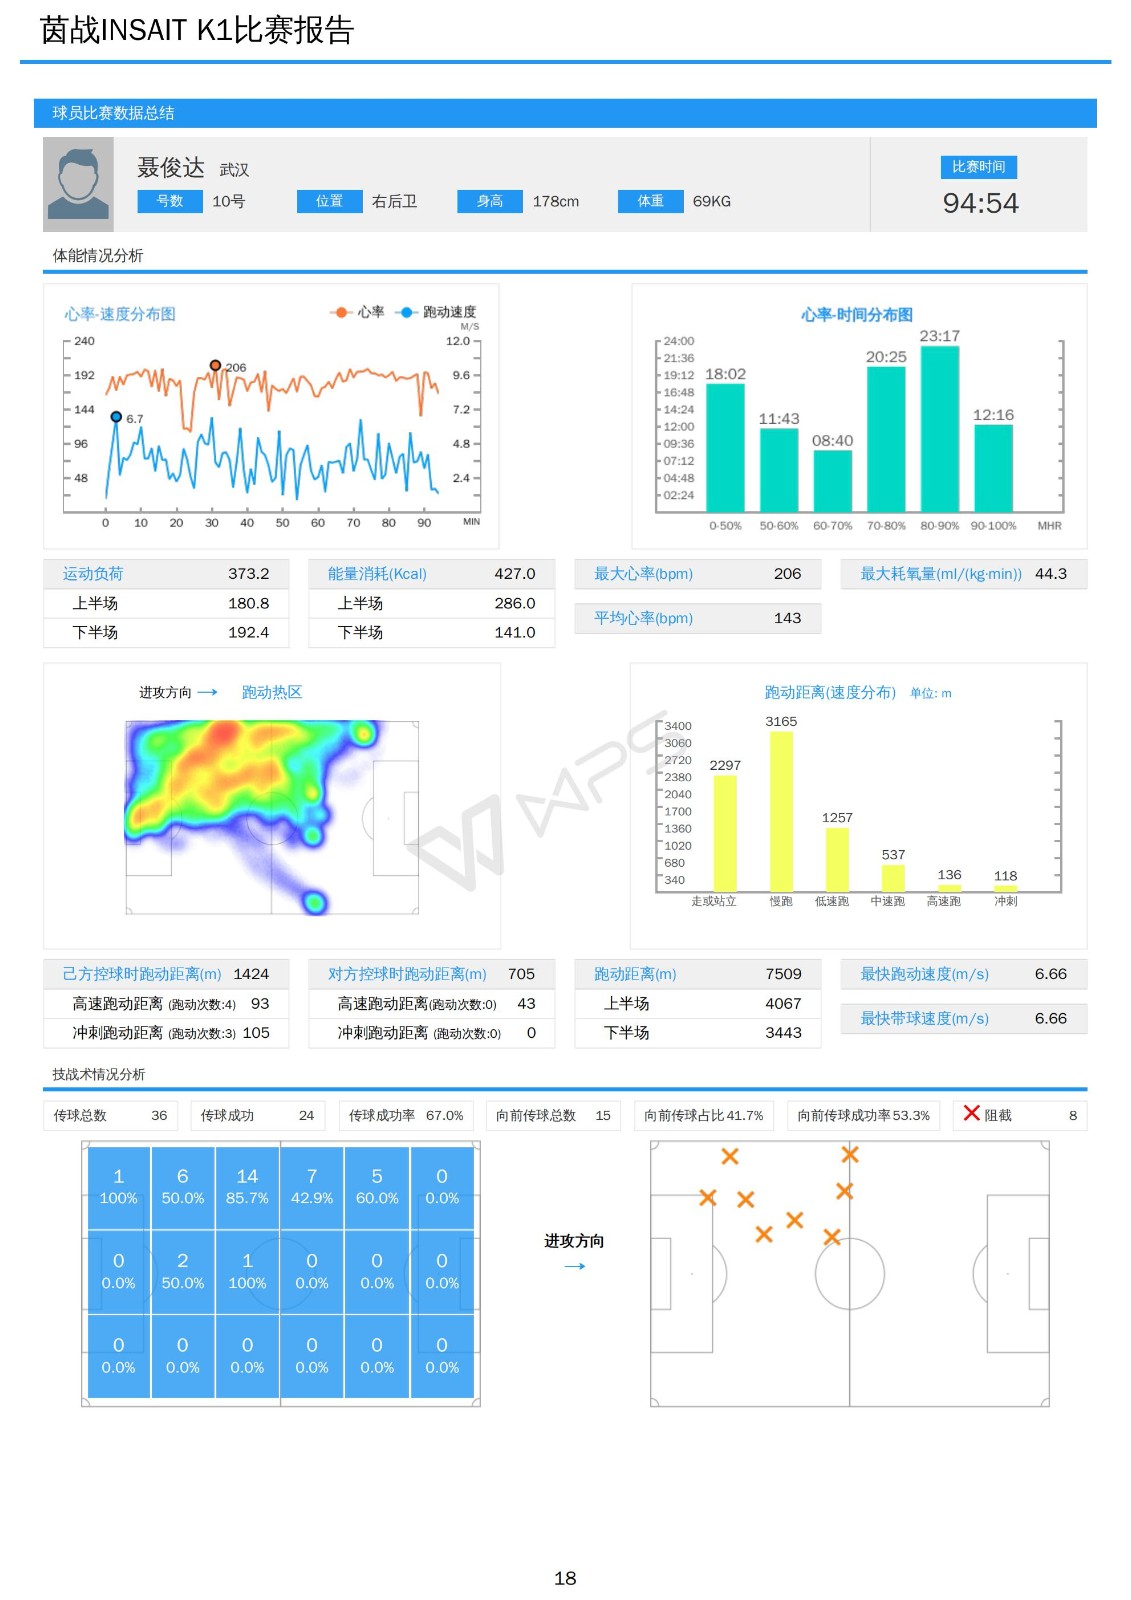 茵战INSAIT K1比赛报告
球员比赛数据总结
聂俊达 武汉
号数 10号 位置 右后卫 身高 178cm 体重 69KG
比赛时间
94:54
体能情况分析
心率-速度分布图 心率 跑动速度
M/S
240 12.0
206
192 9.6
144 7.2
6.7
96 4.8
48 2.4
0 10 20 30 40 50 60 70 80 90 MIN
心率-时间分布图
24:00
21:36
19:12
16:48
14:24
12:00
09:36
07:12
04:48
02:24
18:02 11:43 08:40 20:25 23:17 12:16
0-50% 50-60% 60-70% 70-80% 80-90% 90-100% MHR
运动负荷 373.2
上半场 180.8
下半场 192.4
能量消耗(Kcal) 427.0
上半场 286.0
下半场 141.0
最大心率(bpm) 206
平均心率(bpm) 143
最大耗氧量(ml/(kg·min)) 44.3
进攻方向 → 跑动热区
跑动距离(速度分布) 单位: m
3400
3060
2720
2380
2040
1700
1360
1020
680
340
2297 3165 1257 537 136 118
走或站立 慢跑 低速跑 中速跑 高速跑 冲刺
WPS
己方控球时跑动距离(m) 1424
高速跑动距离 (跑动次数:4) 93
冲刺跑动距离 (跑动次数:3) 105
对方控球时跑动距离(m) 705
高速跑动距离(跑动次数:0) 43
冲刺跑动距离 (跑动次数:0) 0
跑动距离(m) 7509
上半场 4067
下半场 3443
最快跑动速度(m/s) 6.66
最快带球速度(m/s) 6.66
技战术情况分析
传球总数 36 传球成功 24 传球成功率 67.0% 向前传球总数 15 向前传球占比 41.7% 向前传球成功率 53.3% 阻截 8
1 6 14 7 5 0
100% 50.0% 85.7% 42.9% 60.0% 0.0%
0 2 1 0 0 0
0.0% 50.0% 100% 0.0% 0.0% 0.0%
0 0 0 0 0 0
0.0% 0.0% 0.0% 0.0% 0.0% 0.0%
进攻方向
→
18